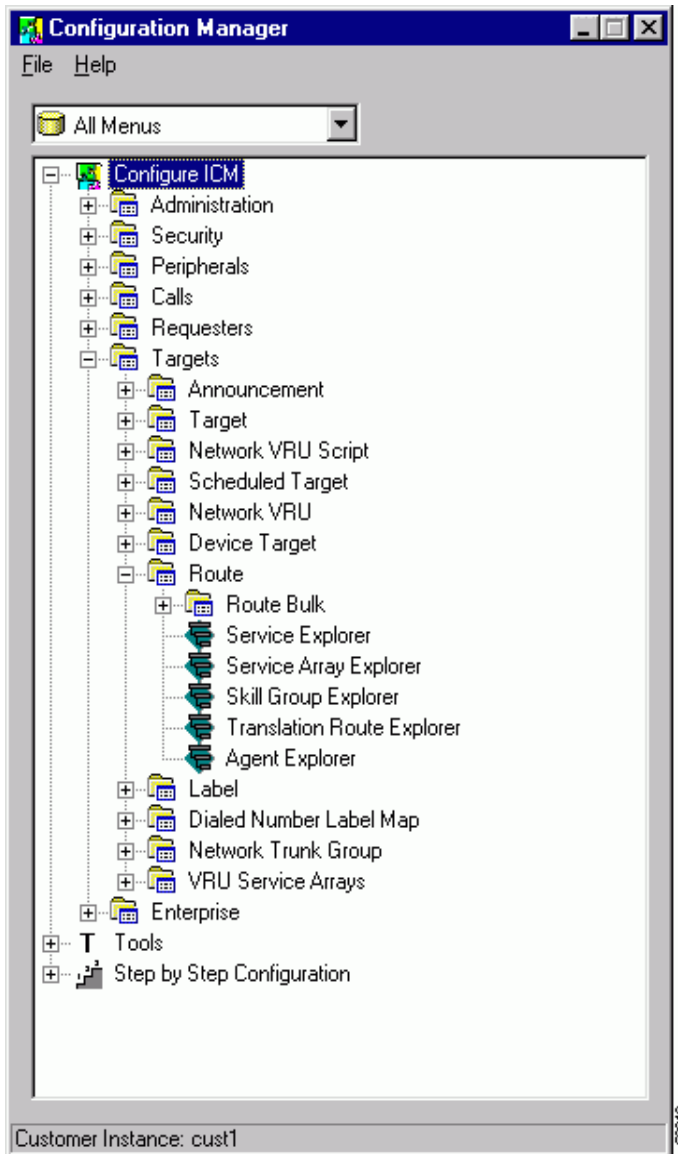 Configuration Manager
File Help
All Menus
Configure ICM
Administration
Security
Peripherals
Calls
Requesters
Targets
Announcement
Target
Network VRU Script
Scheduled Target
Network VRU
Device Target
Route
Route Bulk
Service Explorer
Service Array Explorer
Skill Group Explorer
Translation Route Explorer
Agent Explorer
Label
Dialed Number Label Map
Network Trunk Group
VRU Service Arrays
Enterprise
T Tools
Step by Step Configuration
Customer Instance: cust1